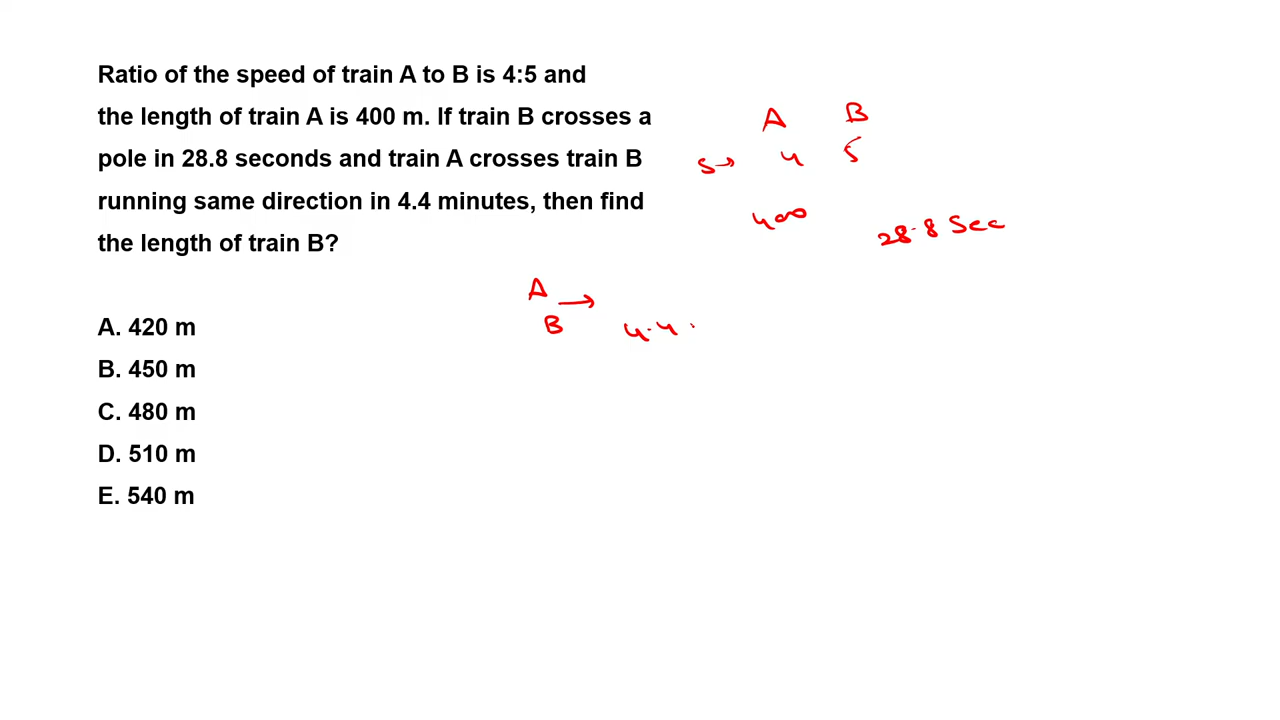 Ratio of the speed of train A to B is 4:5 and
the length of train A is 400 m. If train B crosses a
pole in 28.8 seconds and train A crosses train B
running same direction in 4.4 minutes, then find
the length of train B?
A. 420 m
B. 450 m
C. 480 m
D. 510 m
E. 540 m
A B
S→ 4 5
400
28.8 Sec
A →
B
4.4